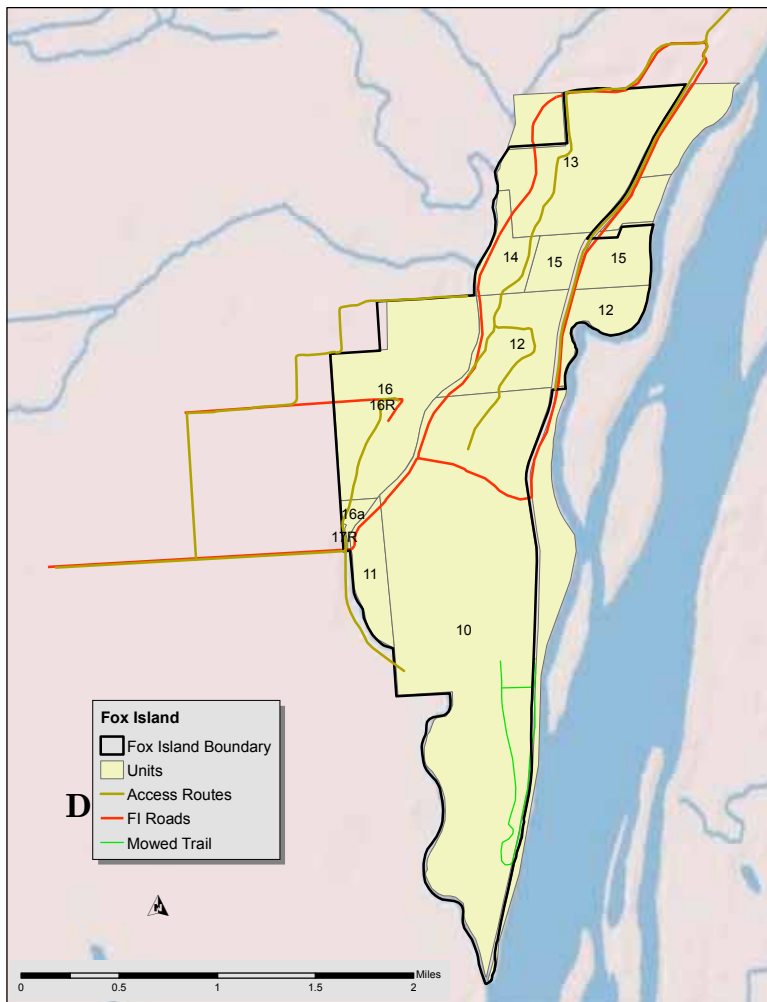 13
14
15
15
12
12
16
16R
16a
17R
11
10
Fox Island
Fox Island Boundary
Units
Access Routes
D
FI Roads
Mowed Trail
Miles
0 0.5 1 1.5 2